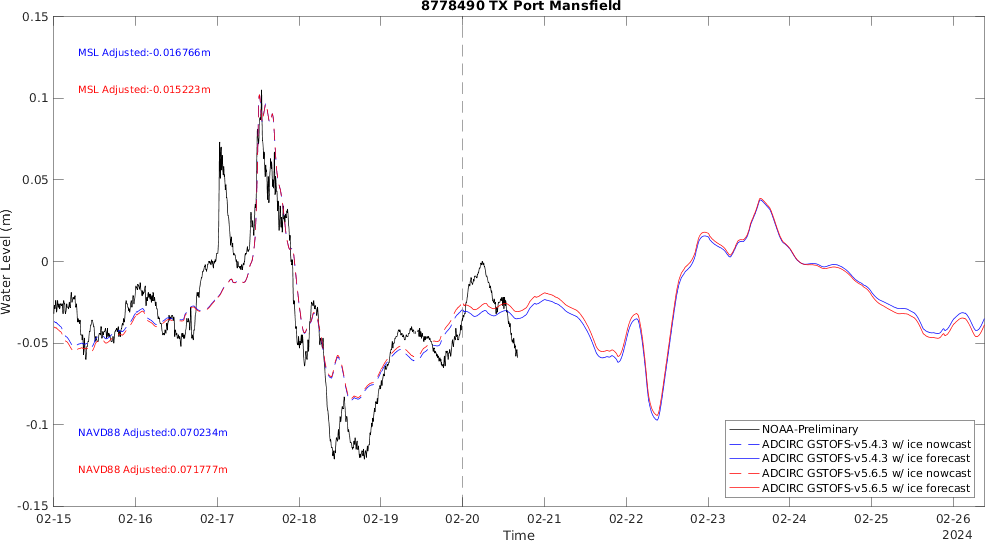 8778490 TX Port Mansfield
0.15
MSL Adjusted:-0.016766m
0.1
MSL Adjusted:-0.015223m
0.05
Water Level (m)
0
-0.05
-0.1
NAVD88 Adjusted:0.070234m
NAVD88 Adjusted:0.071777m
-0.15
NOAA-Preliminary
ADCIRC GSTOFS-v5.4.3 w/ ice nowcast
ADCIRC GSTOFS-v5.4.3 w/ ice forecast
ADCIRC GSTOFS-v5.6.5 w/ ice nowcast
ADCIRC GSTOFS-v5.6.5 w/ ice forecast
02-15 02-16 02-17 02-18 02-19 02-20 02-21 02-22 02-23 02-24 02-25 02-26
Time
2024